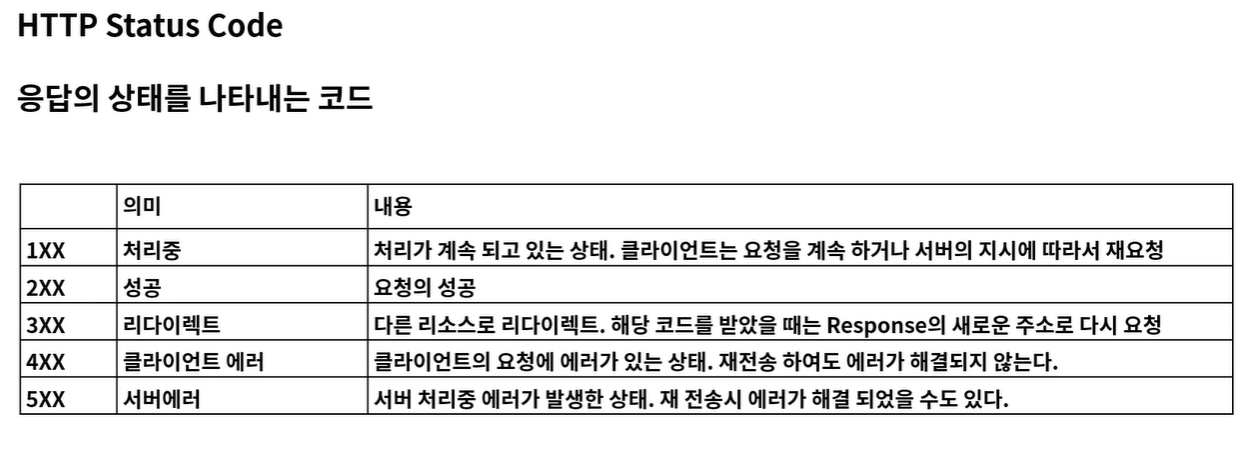 HTTP Status Code
응답의 상태를 나타내는 코드
의미 내용
1XX 처리중 처리가 계속 되고 있는 상태. 클라이언트는 요청을 계속 하거나 서버의 지시에 따라서 재요청
2XX 성공 요청의 성공
3XX 리다이렉트 다른 리소스로 리다이렉트. 해당 코드를 받았을 때는 Response의 새로운 주소로 다시 요청
4XX 클라이언트 에러 클라이언트의 요청에 에러가 있는 상태. 재전송 하여도 에러가 해결되지 않는다.
5XX 서버에러 서버 처리중 에러가 발생한 상태. 재 전송시 에러가 해결 되었을 수도 있다.